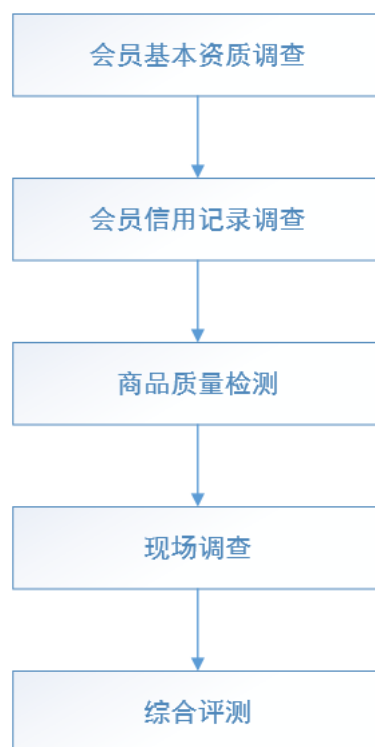 会员基本资质调查
会员信用记录调查
商品质量检测
现场调查
综合评测